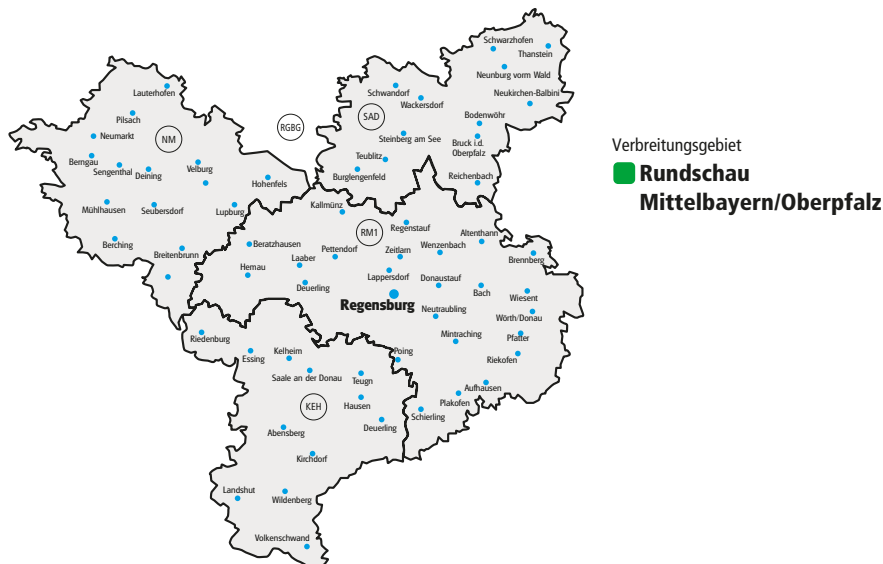 Schwarzhofen
Thanstein
Neunburg vorm Wald
Lauterhofen
Schwandorf
Wackersdorf
Neukirchen-Balbini
Pilsach
SAD
Bodenwöhr
RGBG
Neumarkt
NM
Steinberg am See
Bruck i.d.
Oberpfalz
Verbreitungsgebiet
Rundschau
Mittelbayern/Oberpfalz
Berngau
Sengenthal
Deining
Velburg
Teublitz
Burglengenfeld
Hohenfels
Reichenbach
Mühlhausen
Seubersdorf
Lupburg
Kallmünz
Regenstauf
Altenthann
RM1
Berching
Breitenbrunn
Beratzhausen
Laaber
Pettendorf
Zeitlarn
Wenzenbach
Brennberg
Hemau
Deuerling
Lappersdorf
Donaustauf
Bach
Wiesent
Regensburg
Neutraubling
Wörth/Donau
Riedenburg
Mintraching
Pfatter
Essing
Kelheim
Poing
Riekofen
Saale an der Donau
Teugn
Aufhausen
KEH
Hausen
Plakofen
Schierling
Abensberg
Deuerling
Kirchdorf
Landshut
Wildenberg
Volkenschwand